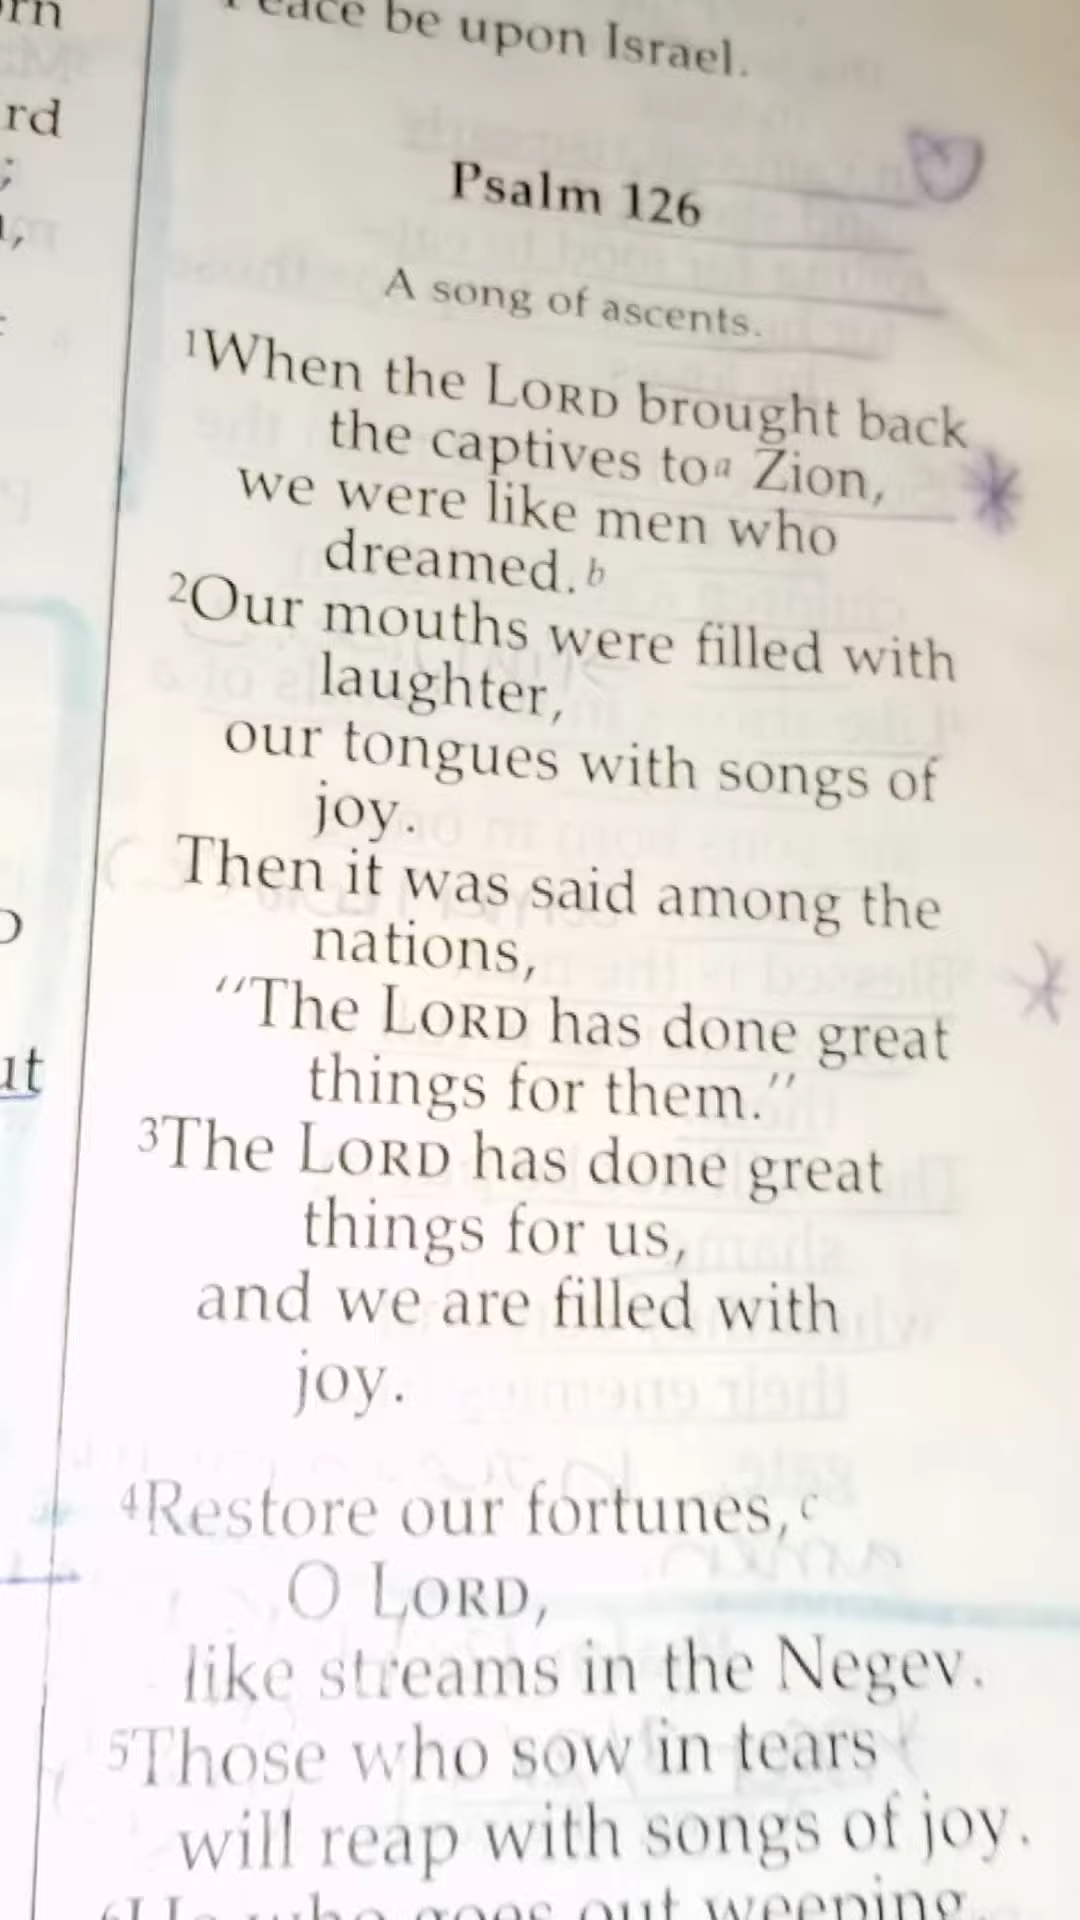 be upon Israel.
Psalm 126
A song of ascents.
1When the LORD brought back
the captives to a Zion,
we were like men who
dreamed. b
2Our mouths were filled with
laughter,
our tongues with songs of
joy.
Then it was said among the
nations,
"The LORD has done great
things for them."
3The LORD has done great
things for us,
and we are filled with
joy.
4Restore our fortunes, c
O LORD,
like streams in the Negev.
5Those who sow in tears
will reap with songs of joy.
who goes out weeping